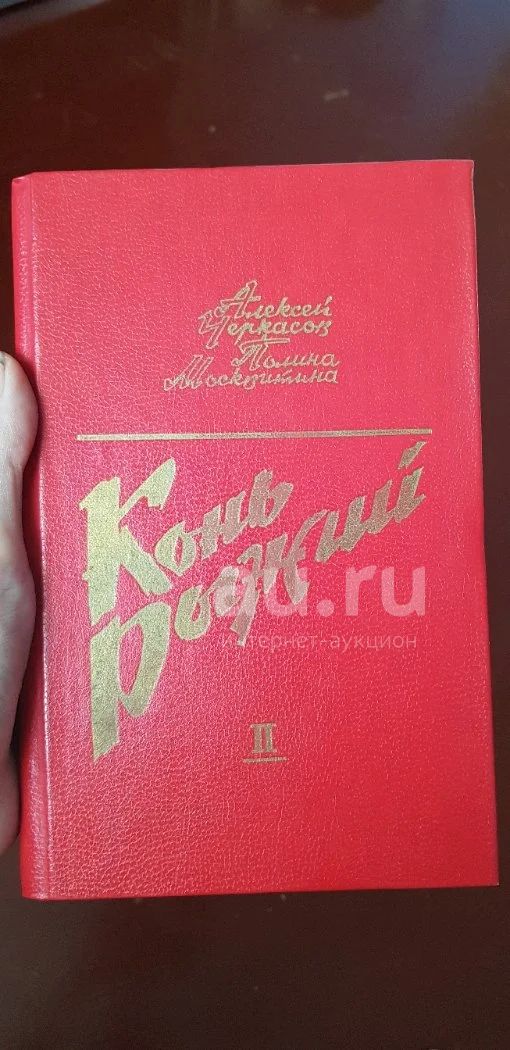 Алексей
Черкасов
Полина
Москвитина
Конь
Рыжий
au.ru
интернет-аукцион
II